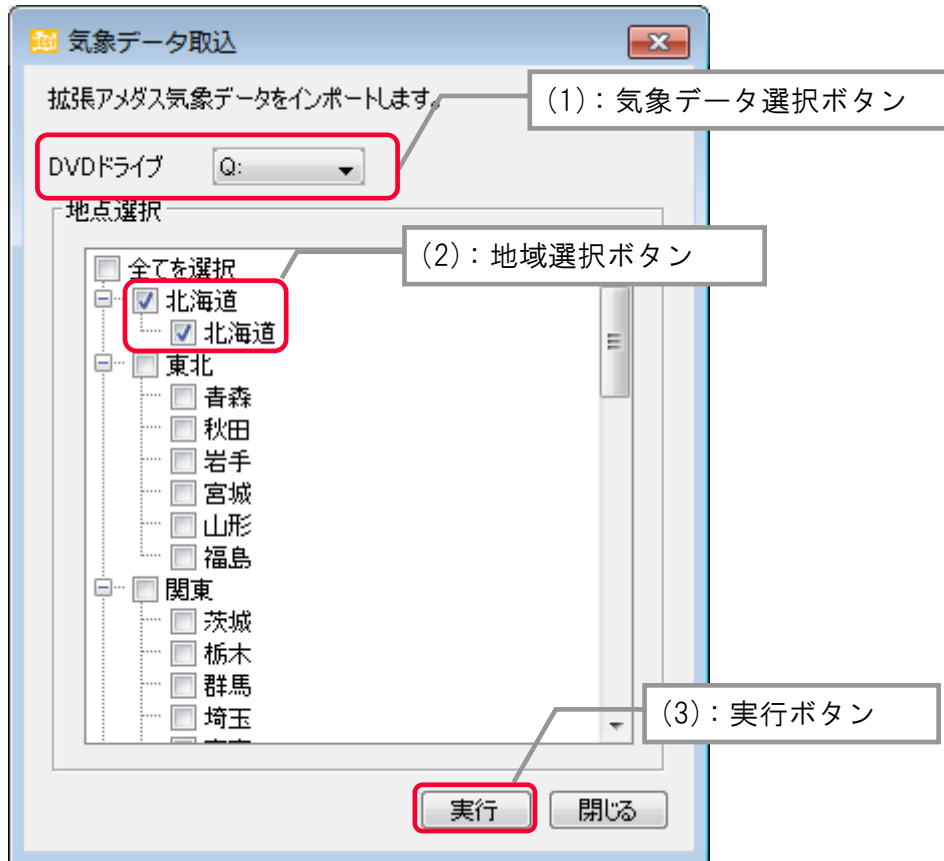 気象データ取込
拡張アメダス気象データをインポートします。
(1)：気象データ選択ボタン
DVDドライブ Q:
地点選択
(2)：地域選択ボタン
全てを選択
北海道
北海道
東北
青森
秋田
岩手
宮城
山形
福島
関東
茨城
栃木
群馬
埼玉
(3)：実行ボタン
実行 閉じる